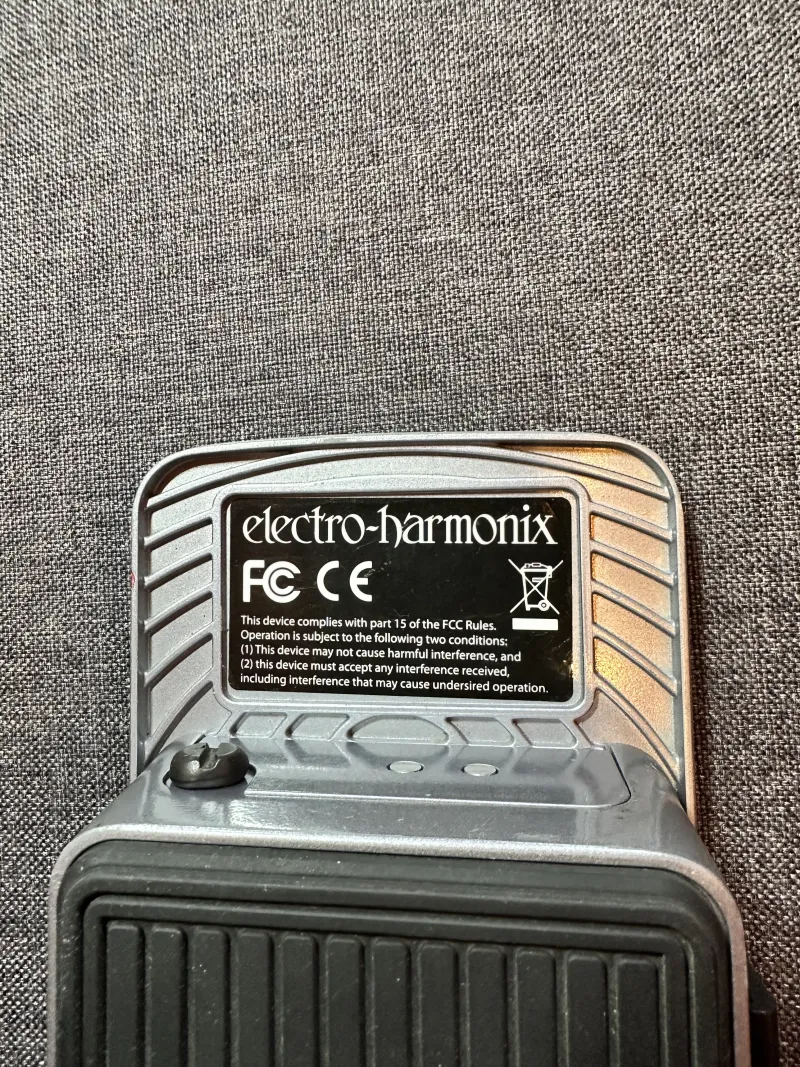 electro-harmonix
FC CE
This device complies with part 15 of the FCC Rules.
Operation is subject to the following two conditions:
(1) This device may not cause harmful interference, and
(2) this device must accept any interference received,
including interference that may cause undersired operation.